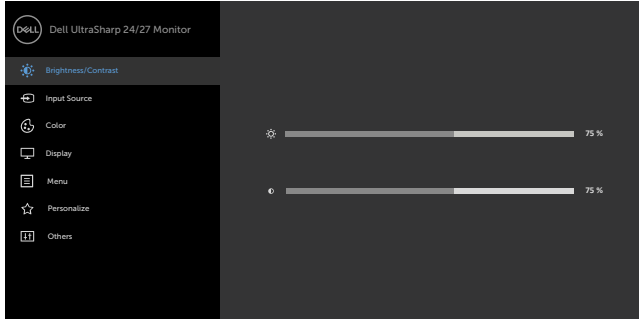 DELL
Dell UltraSharp 24/27 Monitor
Brightness/Contrast
Input Source
Color
75 %
Display
Menu
75 %
Personalize
Others